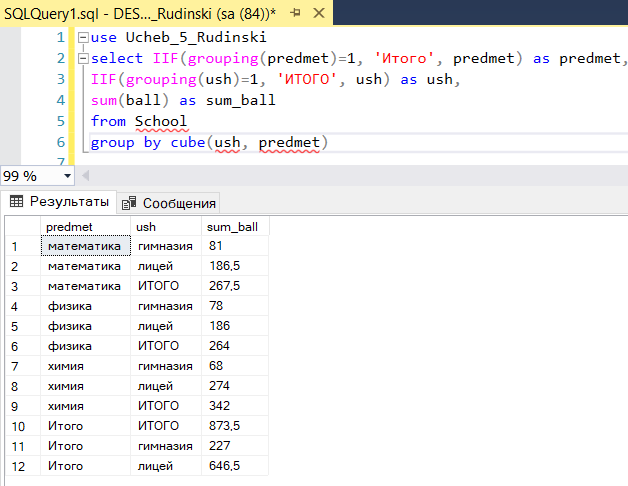 SQLQuery1.sql - DES..._Rudinski (sa (84))* ×
1 use Ucheb_5_Rudinski
2 select IIF(grouping(predmet)=1, 'Итого', predmet) as predmet,
3 IIF(grouping(ush)=1, 'ИТОГО', ush) as ush,
4 sum(ball) as sum_ball
5 from School
6 group by cube(ush, predmet)
7
99 %
Результаты Сообщения
predmet ush sum_ball
1 математика гимназия 81
2 математика лицей 186,5
3 математика ИТОГО 267,5
4 физика гимназия 78
5 физика лицей 186
6 физика ИТОГО 264
7 химия гимназия 68
8 химия лицей 274
9 химия ИТОГО 342
10 Итого ИТОГО 873,5
11 Итого гимназия 227
12 Итого лицей 646,5